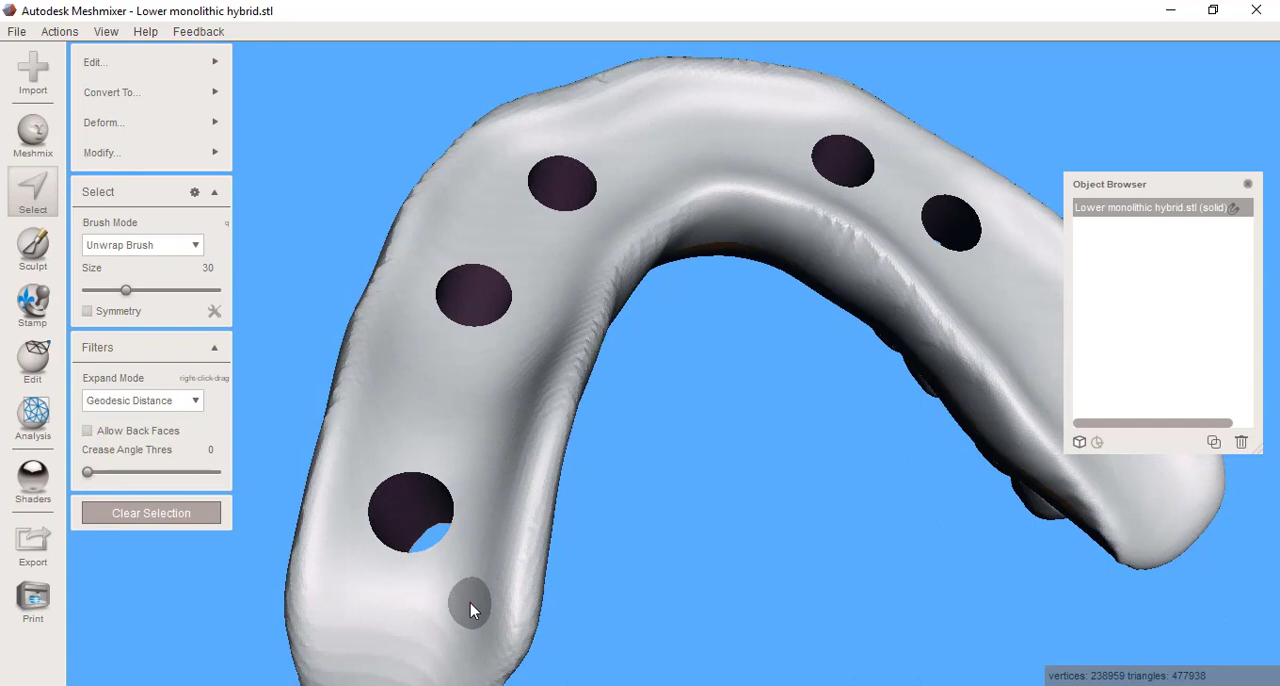 Autodesk Meshmixer - Lower monolithic hybrid.stl
File Actions View Help Feedback
Import
Meshmix
Select
Sculpt
Stamp
Edit
Analysis
Shaders
Export
Print
Edit...
Convert To...
Deform...
Modify...
Select
Brush Mode q
Unwrap Brush
Size 30
Symmetry
Filters
Expand Mode right-click-drag
Geodesic Distance
Allow Back Faces
Crease Angle Thres 0
Clear Selection
Object Browser
Lower monolithic hybrid.stl (solid)
vertices: 238959 triangles: 477938